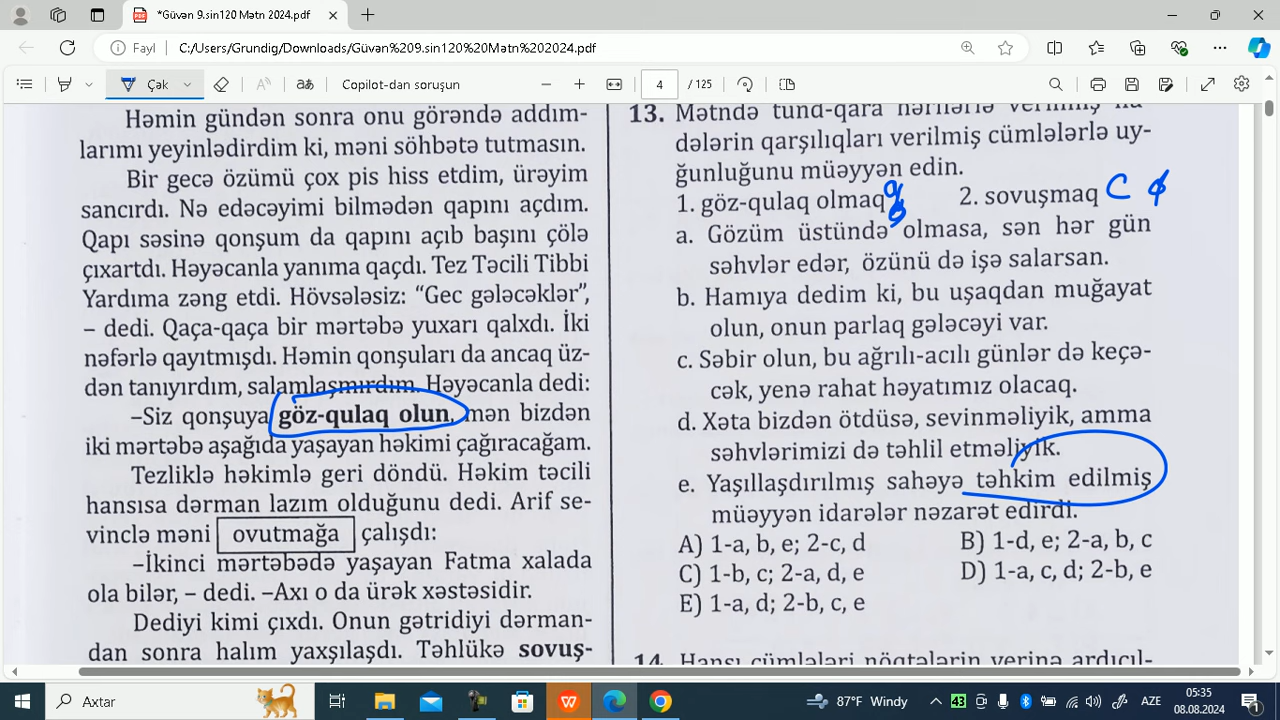 *Güvən 9.sin120 Mətn 2024.pdf
Fayl
C:/Users/Grundig/Downloads/Güvən%209.sin120%20Mətn%202024.pdf
Çak
Copilot-dan soruşun
4 / 125
Həmin gündən sonra onu görəndə addım-
larımı yeyinlədirdim ki, məni söhbətə tutmasın.
Bir gecə özümü çox pis hiss etdim, ürəyim
sancırdı. Nə edəcəyimi bilmədən qapını açdım.
Qapı səsinə qonşum da qapını açıb başını çölə
çıxartdı. Həyəcanla yanıma qaçdı. Tez Təcili Tibbi
Yardıma zəng etdi. Hövsələsiz: “Gec gələcəklər”,
– dedi. Qaça-qaça bir mərtəbə yuxarı qalxdı. İki
nəfərlə qayıtmışdı. Həmin qonşuları da ancaq üz-
dən tanıyırdım, salamlaşmırdım. Həyəcanla dedi:
–Siz qonşuya göz-qulaq olun, mən bizdən
iki mərtəbə aşağıda yaşayan həkimi çağıracağam.
Tezliklə həkimlə geri döndü. Həkim təcili
hansısa dərman lazım olduğunu dedi. Arif se-
vinclə məni ovutmağa çalışdı:
–İkinci mərtəbədə yaşayan Fatma xalada
ola bilər, – dedi. –Axı o da ürək xəstəsidir.
Dediyi kimi çıxdı. Onun gətridiyi dərman-
dan sonra halım yaxşılaşdı. Təhlükə sovuş-
13. Mətndə tünd-qara hərflərlə verilmiş ifa-
dələrin qarşılıqları verilmiş cümlələrlə uy-
ğunluğunu müəyyən edin.
1. göz-qulaq olmaq 2. sovuşmaq C
a. Gözüm üstündə olmasa, sən hər gün
səhvlər edər, özünü də işə salarsan.
b. Hamıya dedim ki, bu uşaqdan muğayat
olun, onun parlaq gələcəyi var.
c. Səbir olun, bu ağrılı-acılı günlər də keçə-
cək, yenə rahat həyatımız olacaq.
d. Xəta bizdən ötdüsə, sevinməliyik, amma
səhvlərimizi də təhlil etməliyik.
e. Yaşıllaşdırılmış sahəyə təhkim edilmiş
müəyyən idarələr nəzarət edirdi.
A) 1-a, b, e; 2-c, d B) 1-d, e; 2-a, b, c
C) 1-b, c; 2-a, d, e D) 1-a, c, d; 2-b, e
E) 1-a, d; 2-b, c, e
14. Hansı cümlələri nöqtələrin yerinə ardıcıl-
Axtar
87°F Windy
43
AZE
05:35
08.08.2024